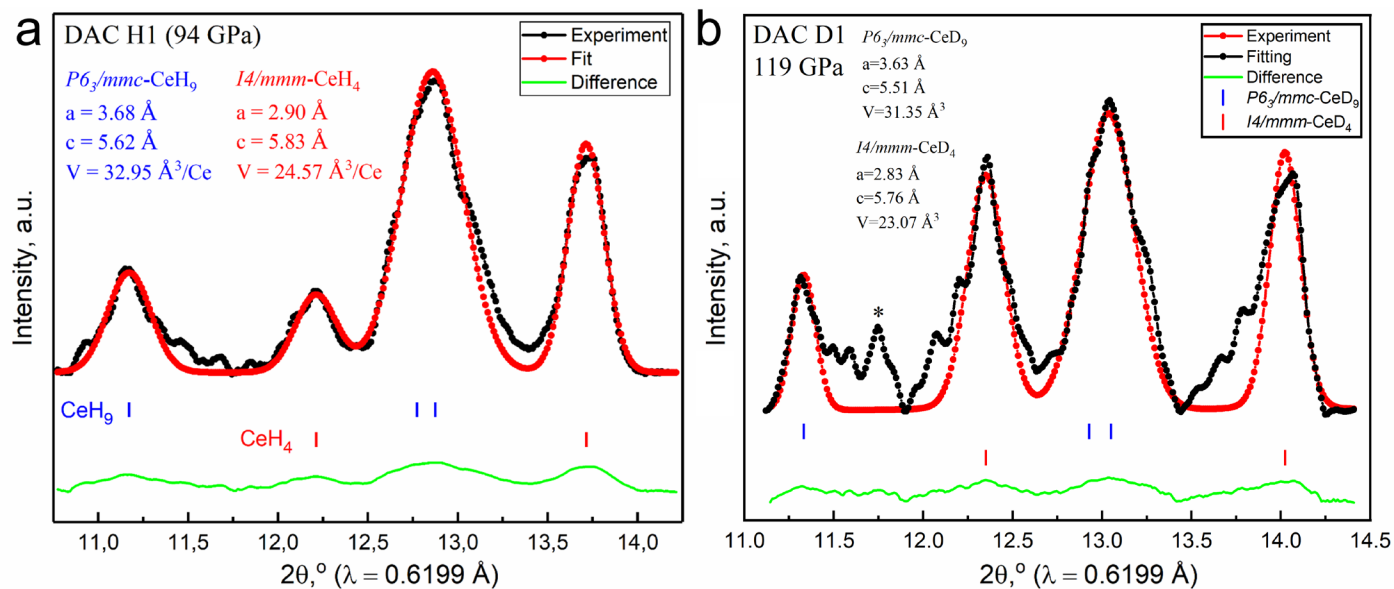 a
DAC H1 (94 GPa)
P6₃/mmc-CeH₉
a = 3.68 Å
c = 5.62 Å
V = 32.95 Å³/Ce
I4/mmm-CeH₄
a = 2.90 Å
c = 5.83 Å
V = 24.57 Å³/Ce
Experiment
Fit
Difference
Intensity, a.u.
CeH₉
CeH₄
11,0 11,5 12,0 12,5 13,0 13,5 14,0
2θ,° (λ = 0.6199 Å)
b
DAC D1
119 GPa
P6₃/mmc-CeD₉
a=3.63 Å
c=5.51 Å
V=31.35 Å³
I4/mmm-CeD₄
a=2.83 Å
c=5.76 Å
V=23.07 Å³
Experiment
Fitting
Difference
P6₃/mmc-CeD₉
I4/mmm-CeD₄
*
Intensity, a.u.
11.0 11.5 12.0 12.5 13.0 13.5 14.0 14.5
2θ,° (λ = 0.6199 Å)